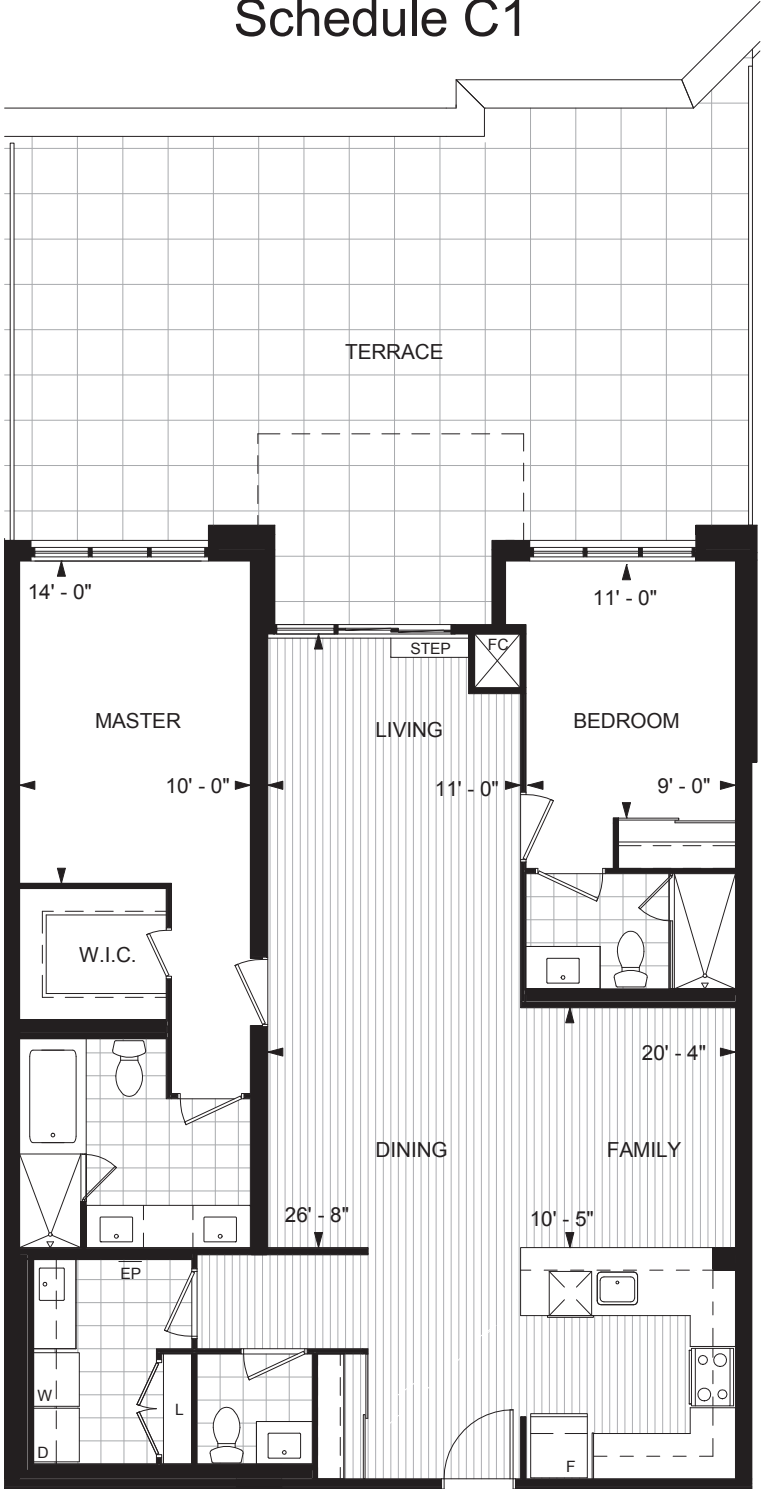 Schedule C1
TERRACE
14' - 0"
11' - 0"
STEP
FC
MASTER
LIVING
BEDROOM
10' - 0"
11' - 0"
9' - 0"
W.I.C.
20' - 4"
DINING
FAMILY
26' - 8"
10' - 5"
EP
W
L
D
F